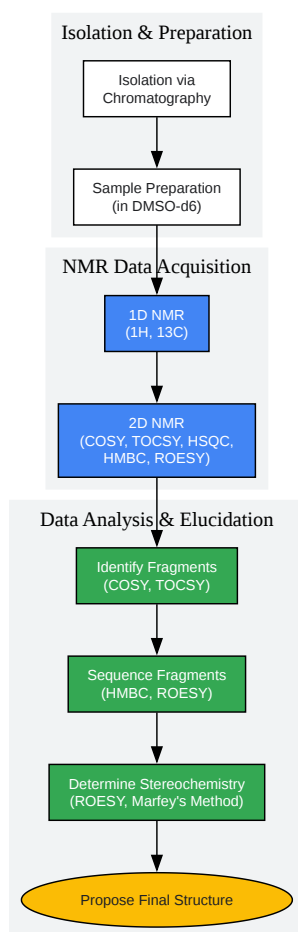 Isolation & Preparation
Isolation via
Chromatography
Sample Preparation
(in DMSO-d6)
NMR Data Acquisition
1D NMR
(1H, 13C)
2D NMR
(COSY, TOCSY, HSQC,
HMBC, ROESY)
Data Analysis & Elucidation
Identify Fragments
(COSY, TOCSY)
Sequence Fragments
(HMBC, ROESY)
Determine Stereochemistry
(ROESY, Marfey's Method)
Propose Final Structure